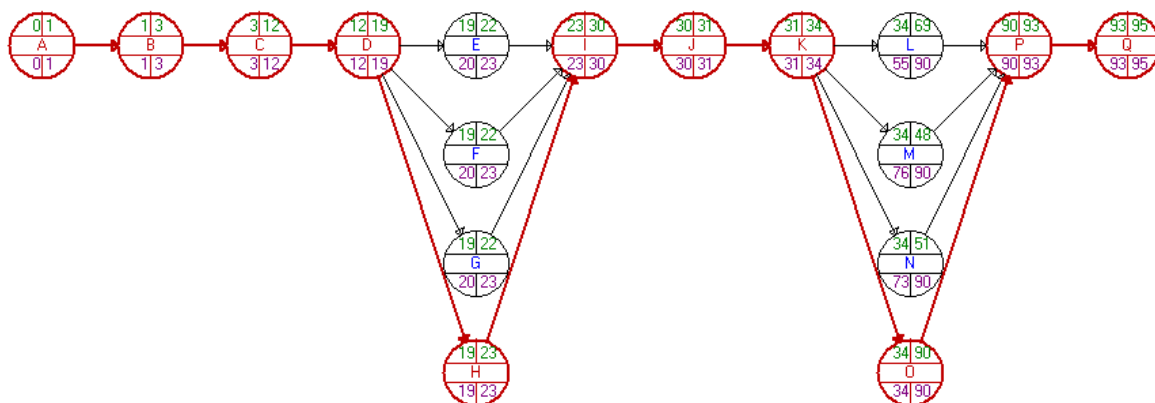 0 1 1 3 3 12 12 19 19 22 23 30 30 31 31 34 34 69 90 93 93 95
A B C D E I J K L P Q
0 1 1 3 3 12 12 19 20 23 23 30 30 31 31 34 55 90 90 93 93 95
19 22 34 48
F M
20 23 76 90
19 22 34 51
G N
20 23 73 90
19 23 34 90
H O
19 23 34 90